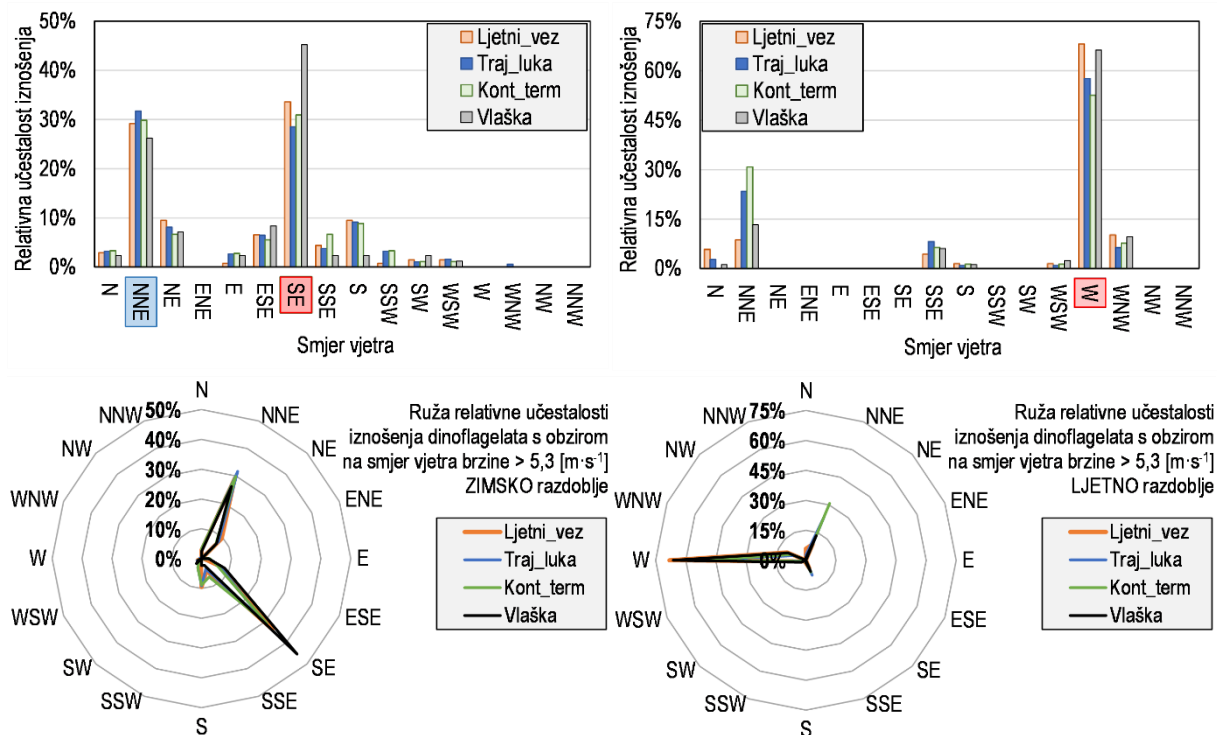 Relativna učestalost iznošenja
50%
40%
30%
20%
10%
0%
Ljetni_vez
Traj_luka
Kont_term
Vlaška
N
NNE
NE
ENE
E
ESE
SE
SSE
S
SSW
SW
WSW
W
WNW
NW
NNW
Smjer vjetra
Relativna učestalost iznošenja
75%
60%
45%
30%
15%
0%
Ljetni_vez
Traj_luka
Kont_term
Vlaška
N
NNE
NE
ENE
E
ESE
SE
SSE
S
SSW
SW
WSW
W
WNW
NW
NNW
Smjer vjetra
N
NNE
NE
ENE
E
ESE
SE
SSE
S
SSW
SW
WSW
W
WNW
NW
NNW
50%
40%
30%
20%
10%
0%
Ruža relativne učestalosti
iznošenja dinoflagelata s obzirom
na smjer vjetra brzine > 5,3 [m·s⁻¹]
ZIMSKO razdoblje
Ljetni_vez
Traj_luka
Kont_term
Vlaška
N
NNE
NE
ENE
E
ESE
SE
SSE
S
SSW
SW
WSW
W
WNW
NW
NNW
75%
60%
45%
30%
15%
0%
Ruža relativne učestalosti
iznošenja dinoflagelata s obzirom
na smjer vjetra brzine > 5,3 [m·s⁻¹]
LJETNO razdoblje
Ljetni_vez
Traj_luka
Kont_term
Vlaška